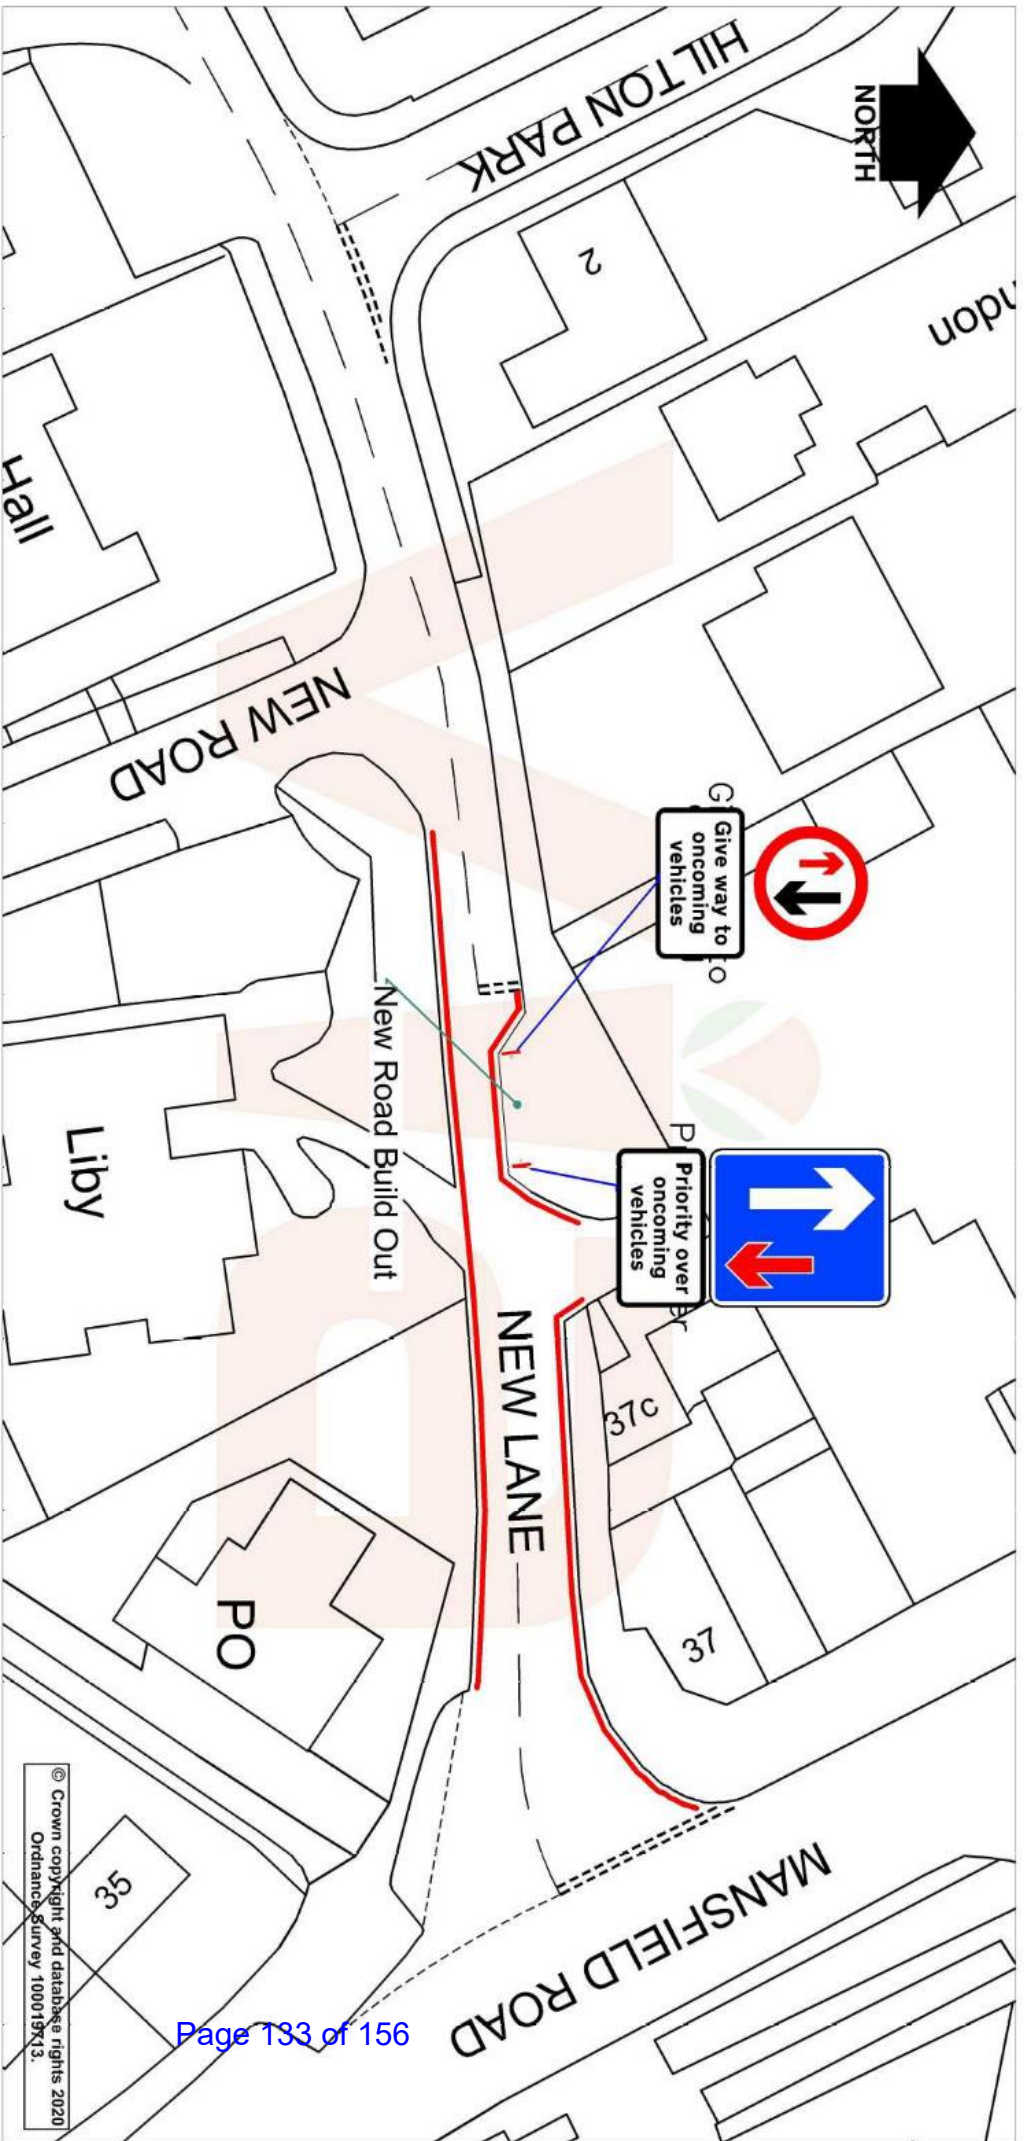 HILTON PARK
NORTH
2
ndon
Hall
NEW ROAD
Give way to
oncoming
vehicles
G
to
New Road Build Out
Priority over
oncoming
vehicles
P
er
Liby
NEW LANE
37c
37
PO
MANSFIELD ROAD
35
© Crown copyright and database rights 2020
Ordnance Survey 100019713.
Page 133 of 156